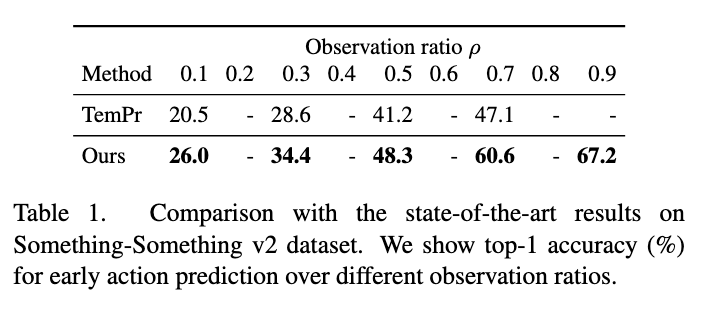 Observation ratio ρ
Method 0.1 0.2 0.3 0.4 0.5 0.6 0.7 0.8 0.9
TemPr 20.5 - 28.6 - 41.2 - 47.1 - -
Ours 26.0 - 34.4 - 48.3 - 60.6 - 67.2
Table 1. Comparison with the state-of-the-art results on
Something-Something v2 dataset. We show top-1 accuracy (%)
for early action prediction over different observation ratios.